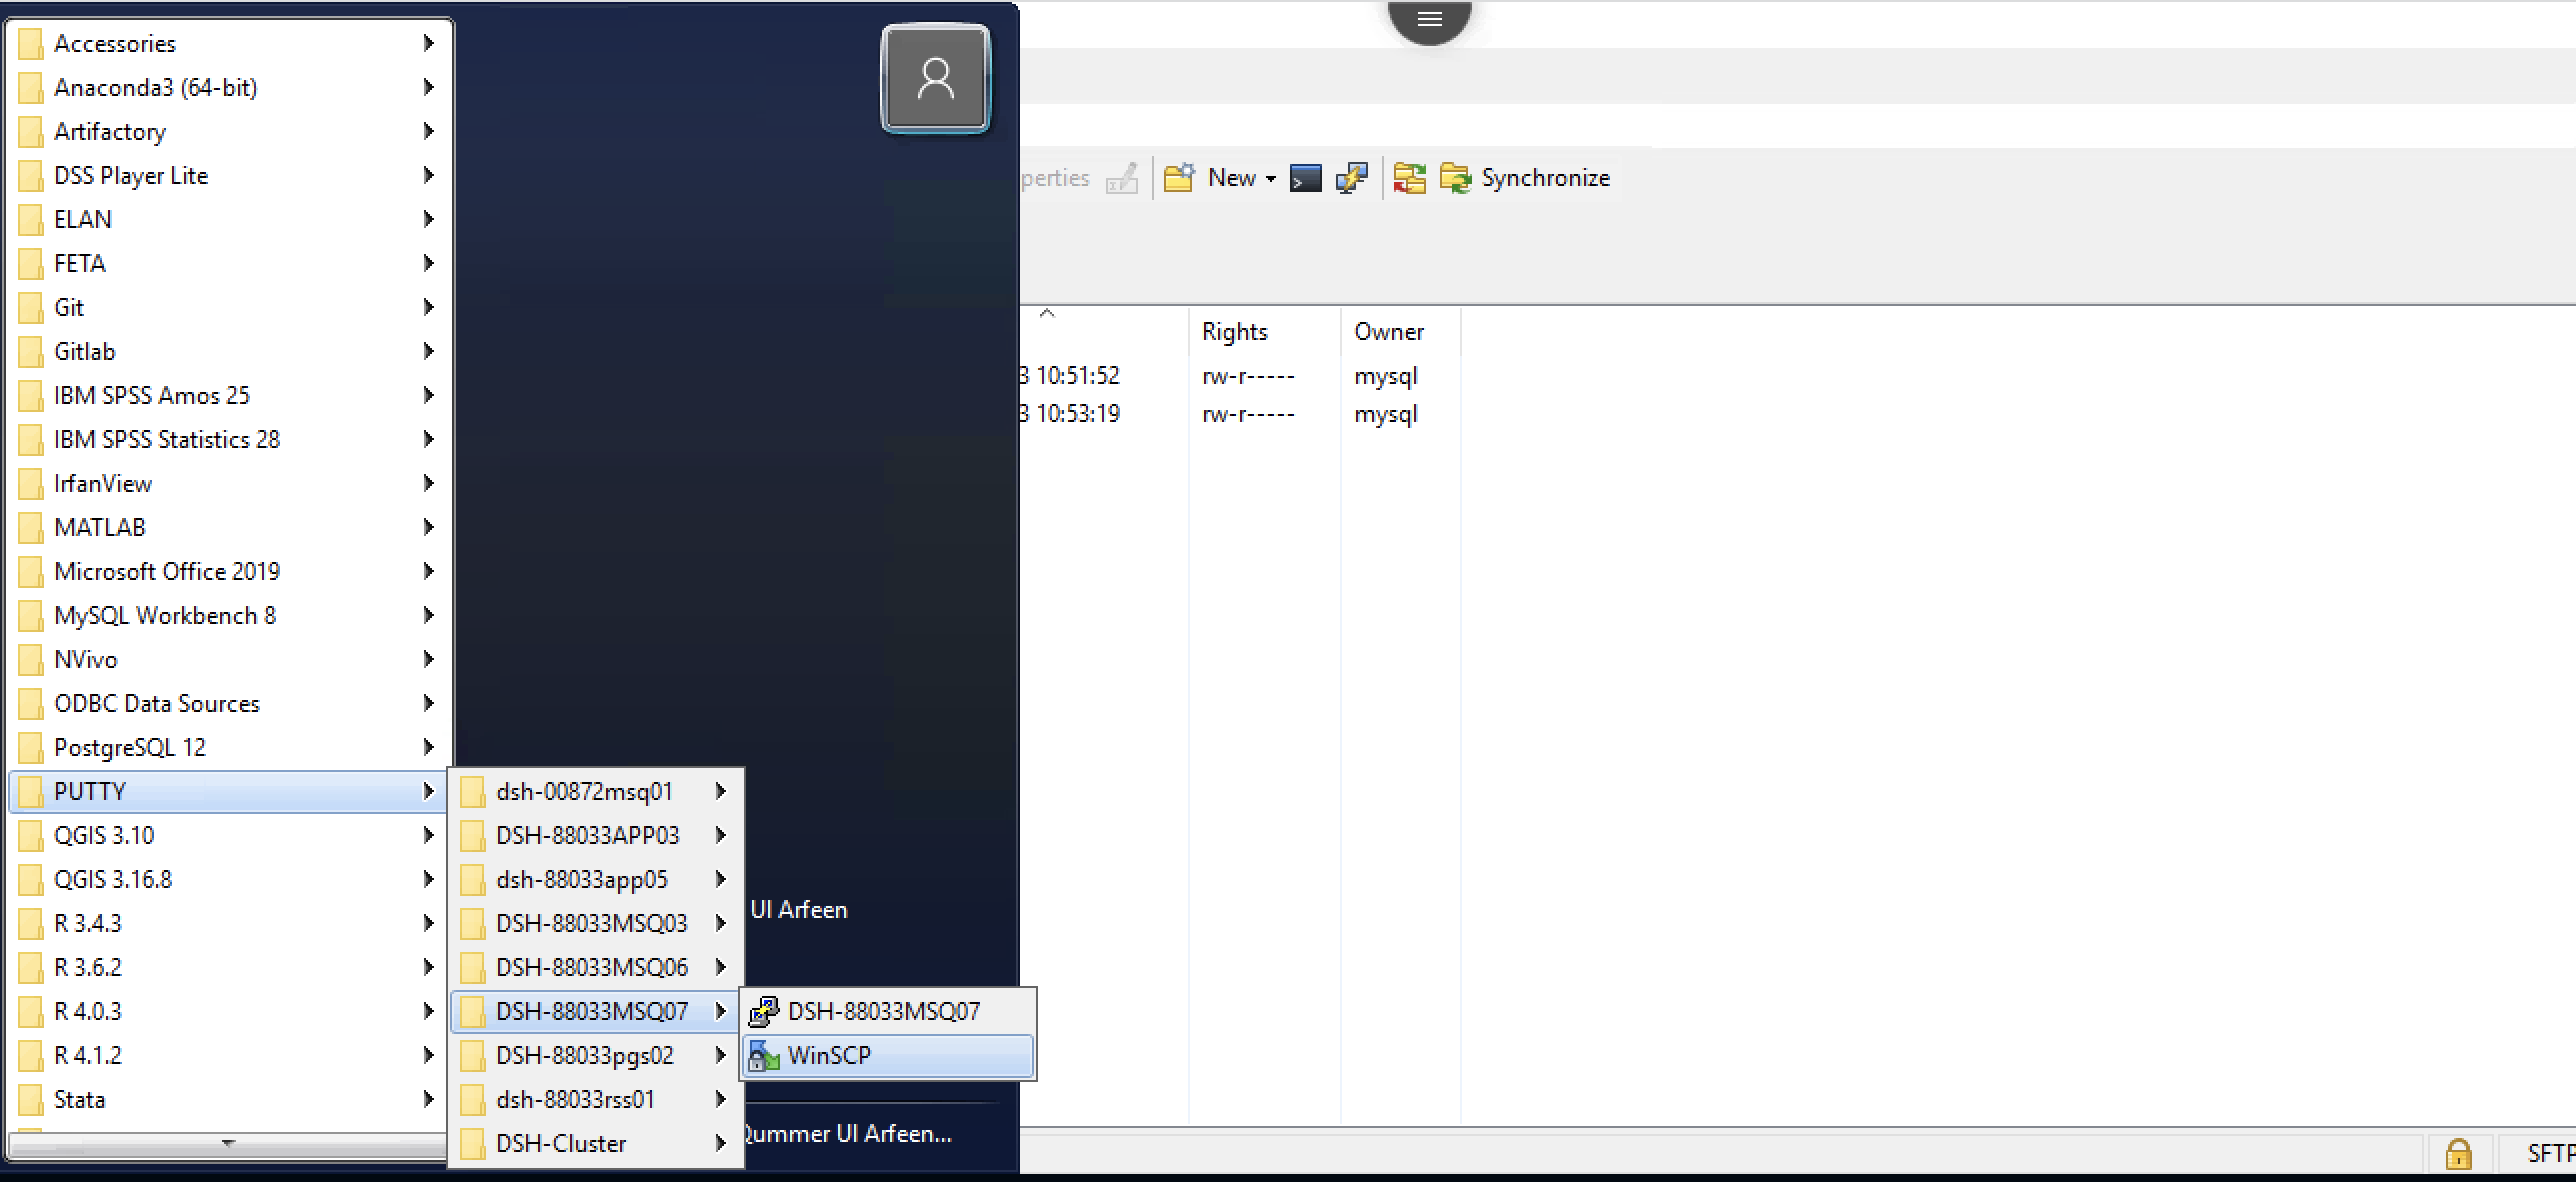 Accessories
Anaconda3 (64-bit)
Artifactory
DSS Player Lite
ELAN
FETA
Git
Gitlab
IBM SPSS Amos 25
IBM SPSS Statistics 28
IrfanView
MATLAB
Microsoft Office 2019
MySQL Workbench 8
NVivo
ODBC Data Sources
PostgreSQL 12
PUTTY
QGIS 3.10
QGIS 3.16.8
R 3.4.3
R 3.6.2
R 4.0.3
R 4.1.2
Stata
dsh-00872msq01
DSH-88033APP03
dsh-88033app05
DSH-88033MSQ03
DSH-88033MSQ06
DSH-88033MSQ07
DSH-88033pgs02
dsh-88033rss01
DSH-Cluster
DSH-88033MSQ07
WinSCP
Ul Arfeen
Qummer Ul Arfeen...
perties New Synchronize
Rights Owner
3 10:51:52 rw-r----- mysql
3 10:53:19 rw-r----- mysql
SFTP